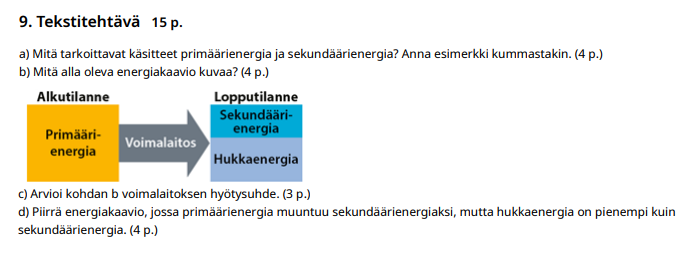 9. Tekstitehtävä 15 p.
a) Mitä tarkoittavat käsitteet primäärienergia ja sekundäärienergia? Anna esimerkki kummastakin. (4 p.)
b) Mitä alla oleva energiakaavio kuvaa? (4 p.)
Alkutilanne
Lopputilanne
Primääri-
energia
Voimalaitos
Sekundääri-
energia
Hukkaenergia
c) Arvioi kohdan b voimalaitoksen hyötysuhde. (3 p.)
d) Piirrä energiakaavio, jossa primäärienergia muuntuu sekundäärienergiaksi, mutta hukkaenergia on pienempi kuin
sekundäärienergia. (4 p.)